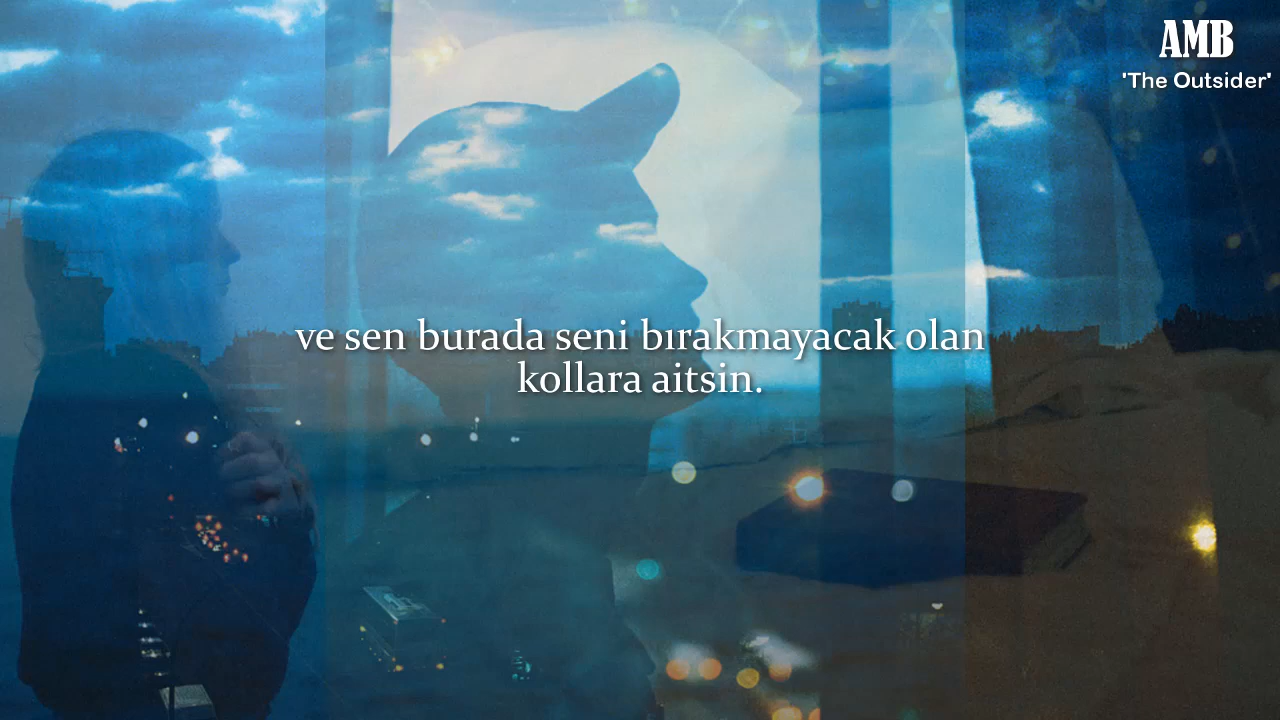 AMB
'The Outsider'
ve sen burada seni bırakmayacak olan
kollara aitsin.